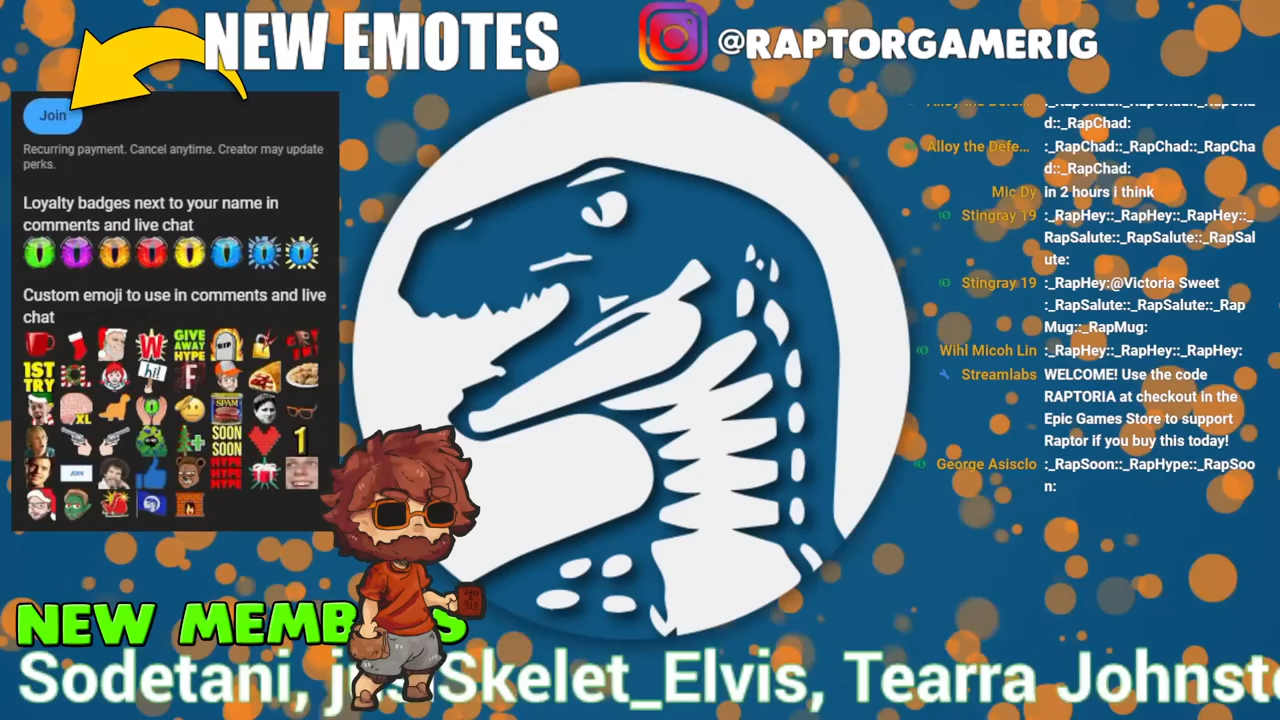 NEW EMOTES
@RAPTORGAMERIG
Join
Recurring payment. Cancel anytime. Creator may update
perks.
Loyalty badges next to your name in
comments and live chat
Custom emoji to use in comments and live
chat
W
GIVE
AWAY
HYPE
RIP
1ST
TRY
hi!
F
XL
SPAM
SOON
SOON
1
JOIN
HYPE
HYPE
HYPE
d::_RapChad:
Alloy the Defe... :_RapChad::_RapChad::_RapCha
d::_RapChad:
Mic Dy in 2 hours i think
Stingray 19 :_RapHey::_RapHey::_RapHey::_
RapSalute::_RapSalute::_RapSal
ute:
Stingray 19 :_RapHey:@Victoria Sweet
:_RapSalute::_RapSalute::_Rap
Mug::_RapMug:
Wihl Micoh Lin :_RapHey::_RapHey::_RapHey:
Streamlabs WELCOME! Use the code
RAPTORIA at checkout in the
Epic Games Store to support
Raptor if you buy this today!
George Asisclo :_RapSoon::_RapHype::_RapSoo
n:
NEW MEMB S
Sodetani, Skelet_Elvis, Tearra Johnst